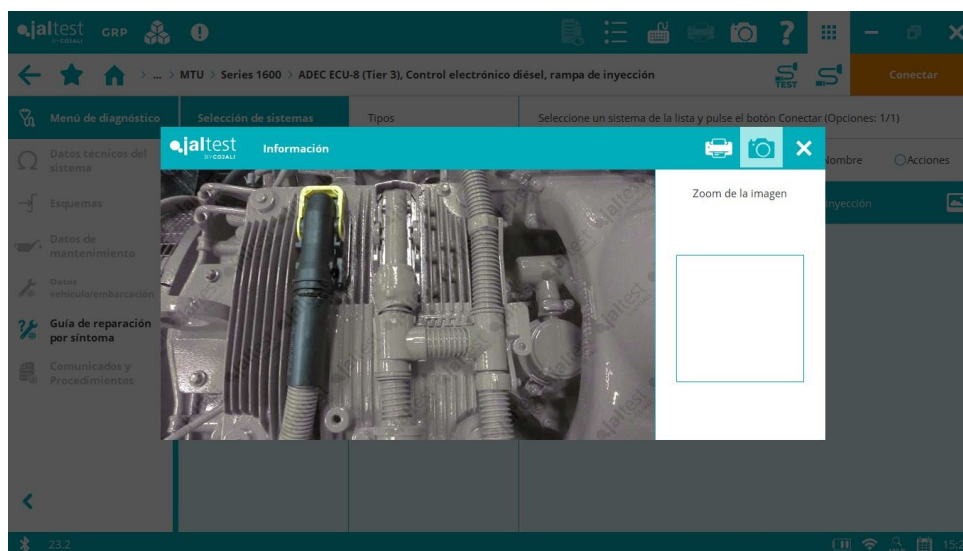 jaltest
BY COJALI
GRP
... > MTU > Series 1600 > ADEC ECU-8 (Tier 3), Control electrónico diésel, rampa de inyección
TEST
Conectar
Menú de diagnóstico
Selección de sistemas
Tipos
Seleccione un sistema de la lista y pulse el botón Conectar (Opciones: 1/1)
Datos técnicos del
sistema
Esquemas
Datos de
mantenimiento
Datos
vehículo/embarcación
Guía de reparación
por síntoma
Comunicados y
Procedimientos
jaltest
BY COJALI
Información
Zoom de la imagen
Acciones
inyección
jaltest
jaltest
jaltest
23.2